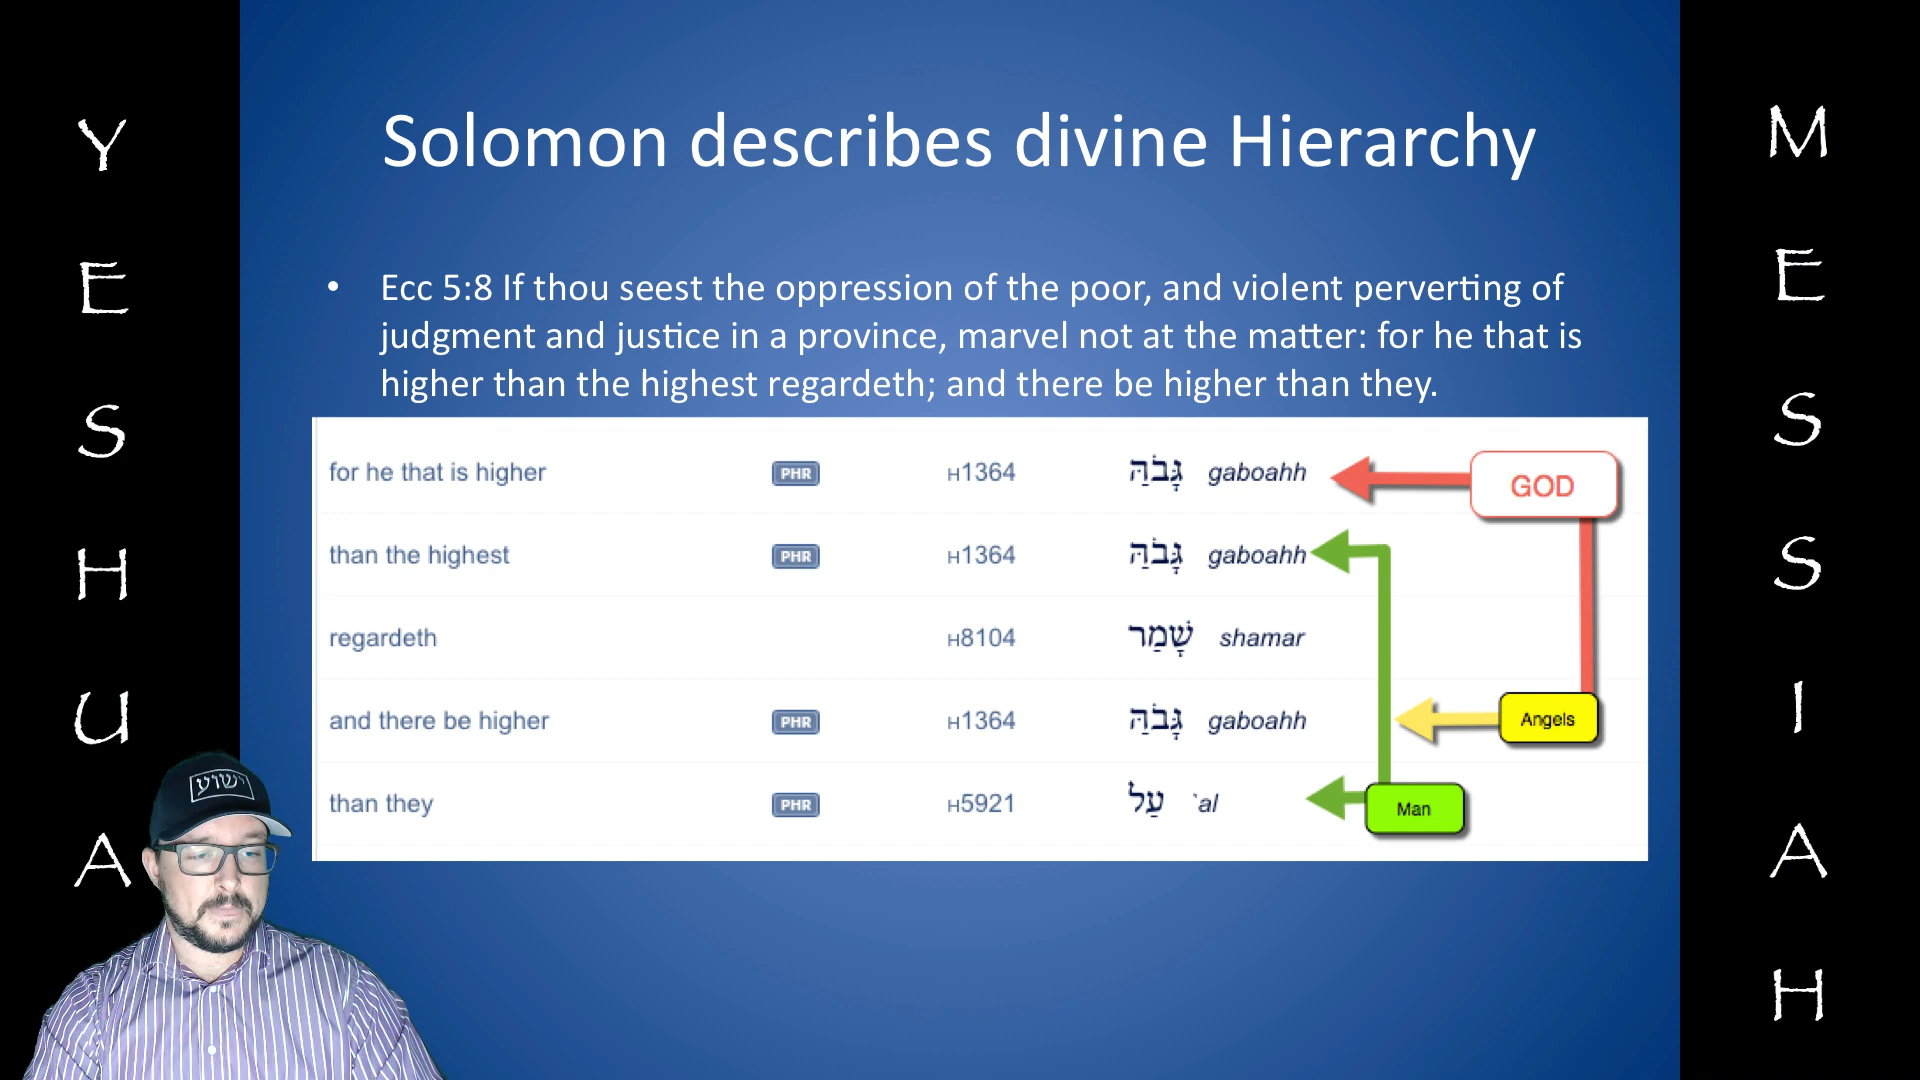 Solomon describes divine Hierarchy
• Ecc 5:8 If thou seest the oppression of the poor, and violent perverting of
judgment and justice in a province, marvel not at the matter: for he that is
higher than the highest regardeth; and there be higher than they.
for he that is higher PHR H1364 גָּבֹהַּ gaboahh GOD
than the highest PHR H1364 גָּבֹהַּ gaboahh
regardeth H8104 שָׁמַר shamar
and there be higher PHR H1364 גָּבֹהַּ gaboahh Angels
than they PHR H5921 עַל `al Man
YESHUA
MESSIAH
ישוע